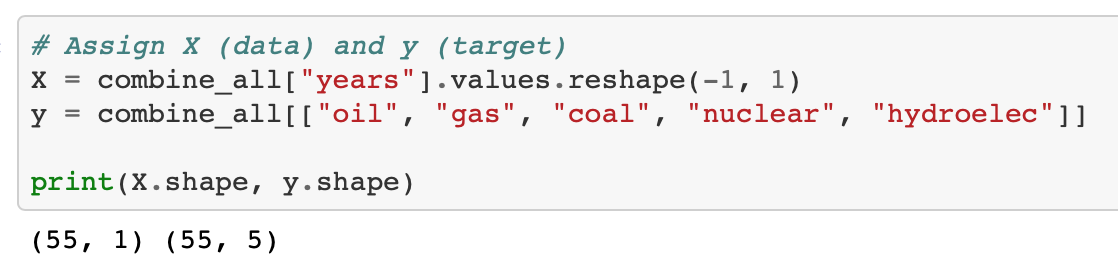 # Assign X (data) and y (target)
X = combine_all["years"].values.reshape(-1, 1)
y = combine_all[["oil", "gas", "coal", "nuclear", "hydroelec"]]
print(X.shape, y.shape)
(55, 1) (55, 5)